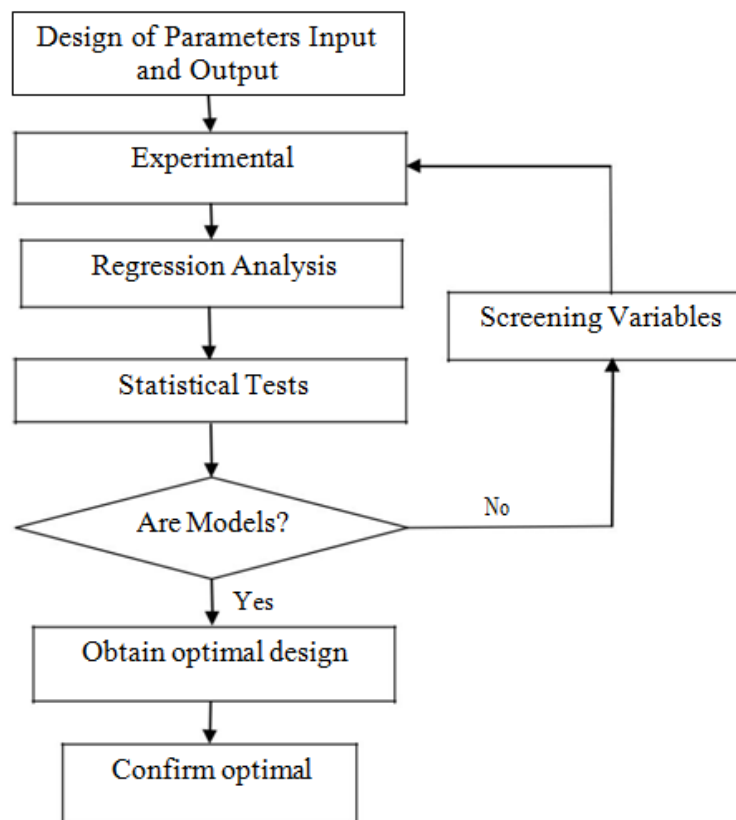 Design of Parameters Input
and Output
Experimental
Regression Analysis
Screening Variables
Statistical Tests
Are Models?
No
Yes
Obtain optimal design
Confirm optimal